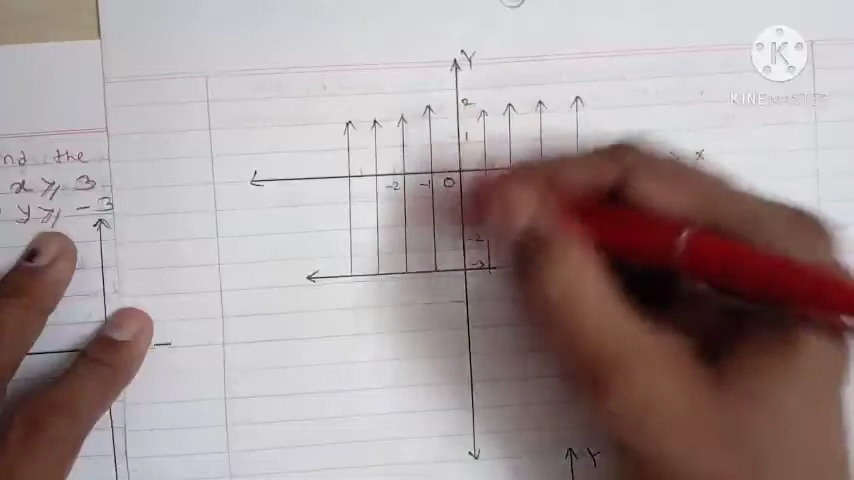 Y
K
KINEMASTER
2
nd the
1
X
x ≥ 3
-2 -1 0
y ≥ -3
-2
-3
Y